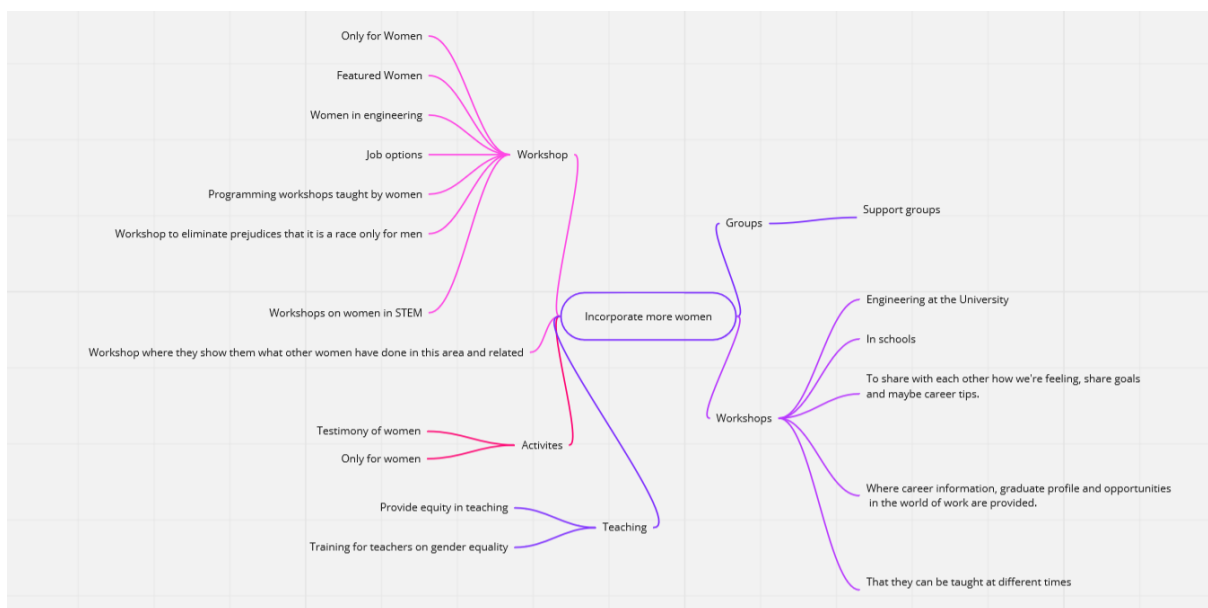 Only for Women
Featured Women
Women in engineering
Job options
Programming workshops taught by women
Workshop to eliminate prejudices that it is a race only for men
Workshops on women in STEM
Workshop
Workshop where they show them what other women have done in this area and related
Testimony of women
Only for women
Activites
Provide equity in teaching
Training for teachers on gender equality
Teaching
Incorporate more women
Groups
Support groups
Workshops
Engineering at the University
In schools
To share with each other how we're feeling, share goals
and maybe career tips.
Where career information, graduate profile and opportunities
in the world of work are provided.
That they can be taught at different times